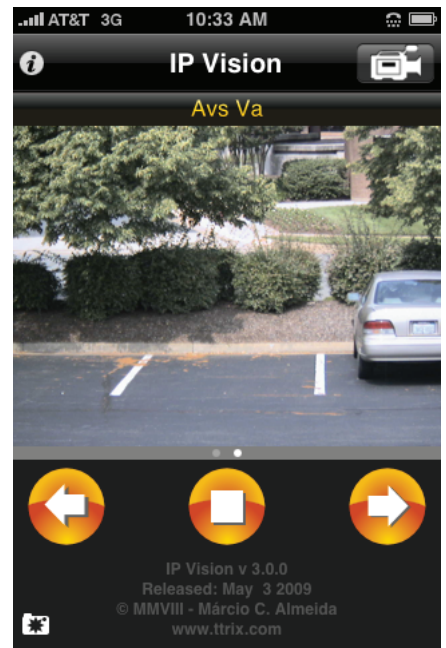 AT&T 3G 10:33 AM
IP Vision
Avs Va
IP Vision v 3.0.0
Released: May 3 2009
© MMVIII - Márcio C. Almeida
www.ttrix.com